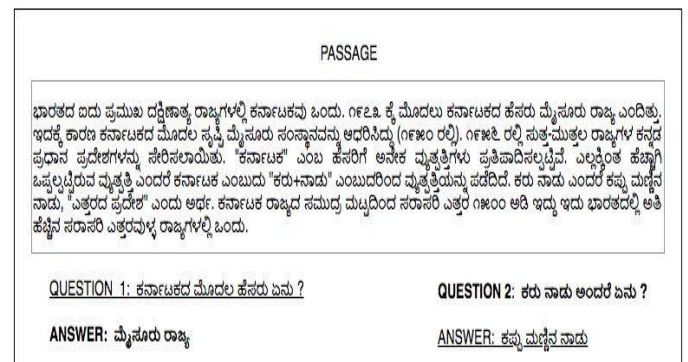 PASSAGE
ಭಾರತದ ಐದು ಪ್ರಮುಖ ದಕ್ಷಿಣಾತ್ಯ ರಾಜ್ಯಗಳಲ್ಲಿ ಕರ್ನಾಟಕವು ಒಂದು. ೧೯೭೩ ಕ್ಕೆ ಮೊದಲು ಕರ್ನಾಟಕದ ಹೆಸರು ಮೈಸೂರು ರಾಜ್ಯ ಎಂದಿತ್ತು.
ಇದಕ್ಕೆ ಕಾರಣ ಕರ್ನಾಟಕದ ಮೊದಲ ಸೃಷ್ಟಿ ಮೈಸೂರು ಸಂಸ್ಥಾನವನ್ನು ಆಧರಿಸಿದ್ದು (೧೯೫೦ ರಲ್ಲಿ). ೧೯೫೬ ರಲ್ಲಿ ಸುತ್ತ-ಮುತ್ತಲ ರಾಜ್ಯಗಳ ಕನ್ನಡ
ಪ್ರಧಾನ ಪ್ರದೇಶಗಳನ್ನು ಸೇರಿಸಲಾಯಿತು. "ಕರ್ನಾಟಕ" ಎಂಬ ಹೆಸರಿಗೆ ಅನೇಕ ವ್ಯುತ್ಪತ್ತಿಗಳು ಪ್ರತಿಪಾದಿಸಲ್ಪಟ್ಟಿವೆ. ಎಲ್ಲಕ್ಕಿಂತ ಹೆಚ್ಚಾಗಿ
ಒಪ್ಪಲ್ಪಟ್ಟಿರುವ ವ್ಯುತ್ಪತ್ತಿ ಎಂದರೆ ಕರ್ನಾಟಕ ಎಂಬುದು "ಕರು+ನಾಡು" ಎಂಬುದರಿಂದ ವ್ಯುತ್ಪತ್ತಿಯನ್ನು ಪಡೆದಿದೆ. ಕರು ನಾಡು ಎಂದರೆ ಕಪ್ಪು ಮಣ್ಣಿನ
ನಾಡು, "ಎತ್ತರದ ಪ್ರದೇಶ" ಎಂದು ಅರ್ಥ. ಕರ್ನಾಟಕ ರಾಜ್ಯದ ಸಮುದ್ರ ಮಟ್ಟದಿಂದ ಸರಾಸರಿ ಎತ್ತರ ೧೫೦೦ ಅಡಿ ಇದ್ದು ಇದು ಭಾರತದಲ್ಲಿ ಅತಿ
ಹೆಚ್ಚಿನ ಸರಾಸರಿ ಎತ್ತರವುಳ್ಳ ರಾಜ್ಯಗಳಲ್ಲಿ ಒಂದು.
QUESTION 1: ಕರ್ನಾಟಕದ ಮೊದಲ ಹೆಸರು ಏನು ?
ANSWER: ಮೈಸೂರು ರಾಜ್ಯ
QUESTION 2: ಕರು ನಾಡು ಅಂದರೆ ಏನು ?
ANSWER: ಕಪ್ಪು ಮಣ್ಣಿನ ನಾಡು